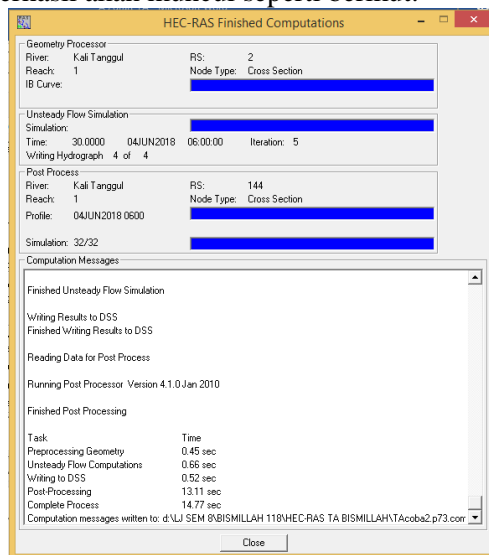 HEC-RAS Finished Computations
Geometry Processor
River: Kali Tanggul RS: 2
Reach: 1 Node Type: Cross Section
IB Curve:
Unsteady Flow Simulation
Simulation:
Time: 30.0000 04JUN2018 06:00:00 Iteration: 5
Writing Hydrograph 4 of 4
Post Process
River: Kali Tanggul RS: 144
Reach: 1 Node Type: Cross Section
Profile: 04JUN2018 0600
Simulation: 32/32
Computation Messages
Finished Unsteady Flow Simulation
Writing Results to DSS
Finished Writing Results to DSS
Reading Data for Post Process
Running Post Processor Version 4.1.0 Jan 2010
Finished Post Processing
Task Time
Preprocessing Geometry 0.45 sec
Unsteady Flow Computations 0.66 sec
Writing to DSS 0.52 sec
Post-Processing 13.11 sec
Complete Process 14.77 sec
Computation messages written to: d:\LJ SEM 8\BISMILLAH 118\HEC-RAS TA BISMILLAH\TAcoba2.p73.com
Close